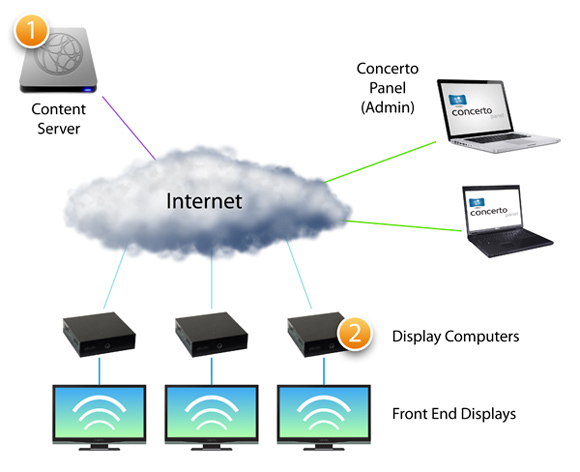 1
Content
Server
Concerto
Panel
(Admin)
concerto
panel
concerto
panel
Internet
2
Display Computers
Front End Displays